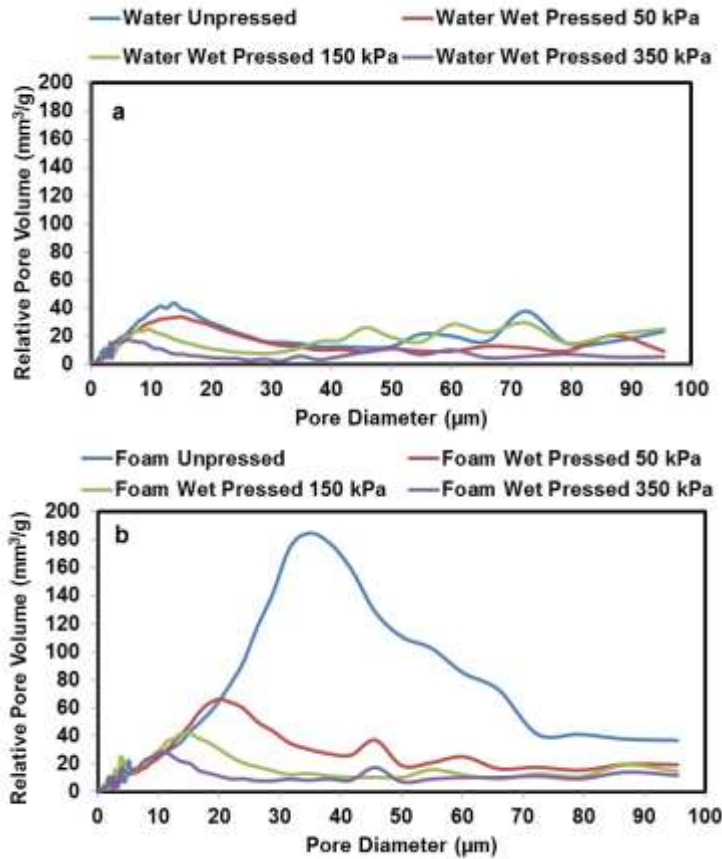 Water Unpressed Water Wet Pressed 50 kPa
Water Wet Pressed 150 kPa Water Wet Pressed 350 kPa
a
Relative Pore Volume (mm³/g)
200
180
160
140
120
100
80
60
40
20
0
0 10 20 30 40 50 60 70 80 90 100
Pore Diameter (µm)
Foam Unpressed Foam Wet Pressed 50 kPa
Foam Wet Pressed 150 kPa Foam Wet Pressed 350 kPa
b
Relative Pore Volume (mm³/g)
200
180
160
140
120
100
80
60
40
20
0
0 10 20 30 40 50 60 70 80 90 100
Pore Diameter (µm)